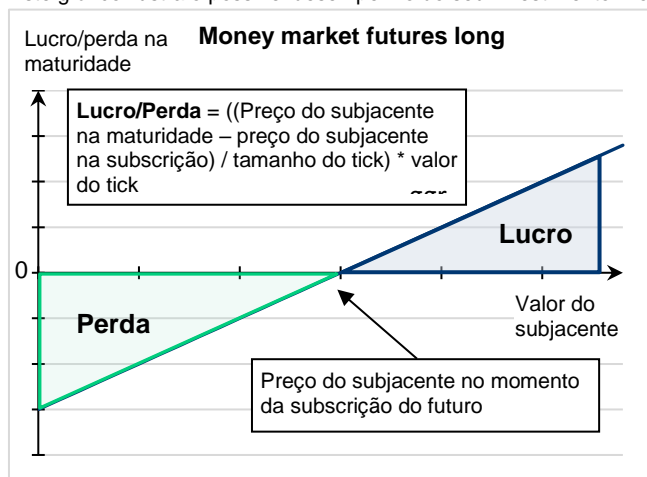 Lucro/perda na
maturidade
Money market futures long
Lucro/Perda = ((Preço do subjacente
na maturidade – preço do subjacente
na subscrição) / tamanho do tick) * valor
do tick
Lucro
0
Perda
Valor do
subjacente
Preço do subjacente no momento
da subscrição do futuro